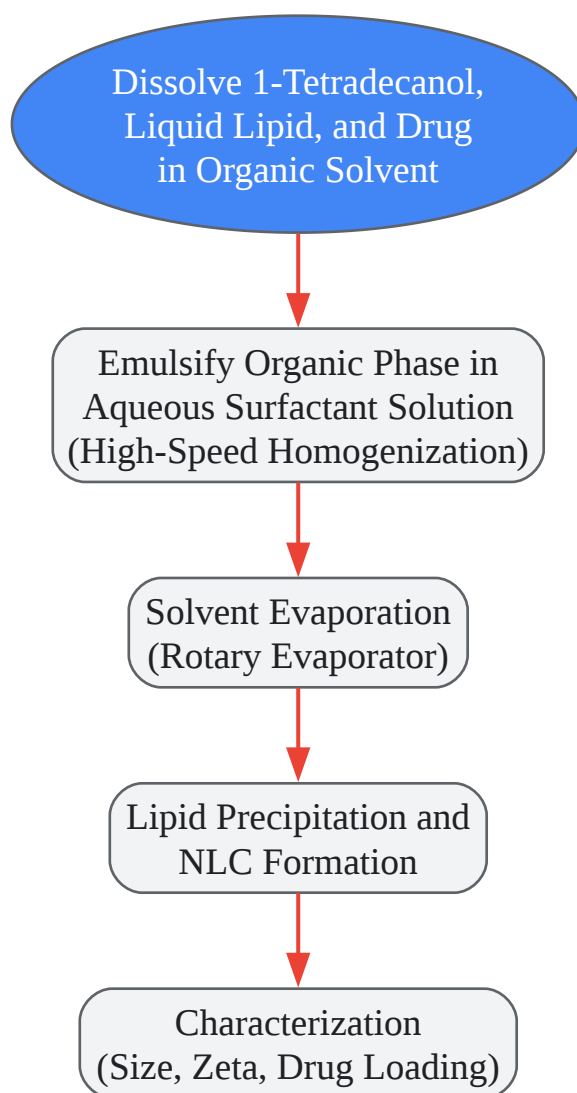 Dissolve 1-Tetradecanol,
Liquid Lipid, and Drug
in Organic Solvent
Emulsify Organic Phase in
Aqueous Surfactant Solution
(High-Speed Homogenization)
Solvent Evaporation
(Rotary Evaporator)
Lipid Precipitation and
NLC Formation
Characterization
(Size, Zeta, Drug Loading)